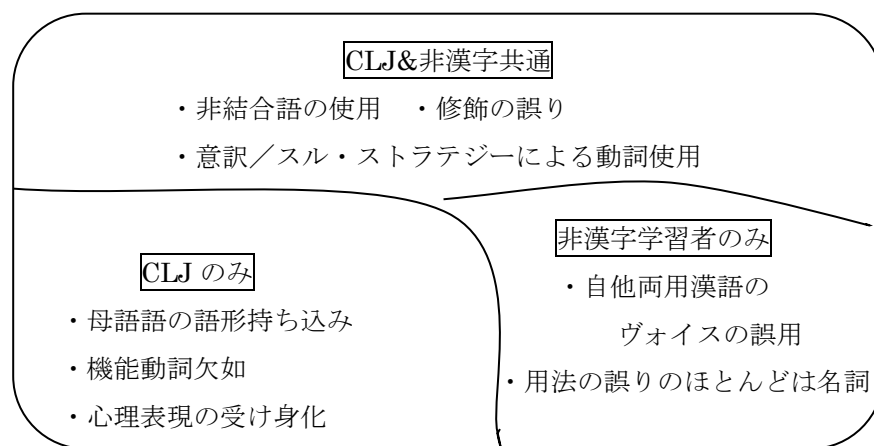 CLJ&非漢字共通
・非結合語の使用　・修飾の誤り
・意訳／スル・ストラテジーによる動詞使用
CLJ のみ
・母語語の語形持ち込み
・機能動詞欠如
・心理表現の受け身化
非漢字学習者のみ
・自他両用漢語の
ヴォイスの誤用
・用法の誤りのほとんどは名詞